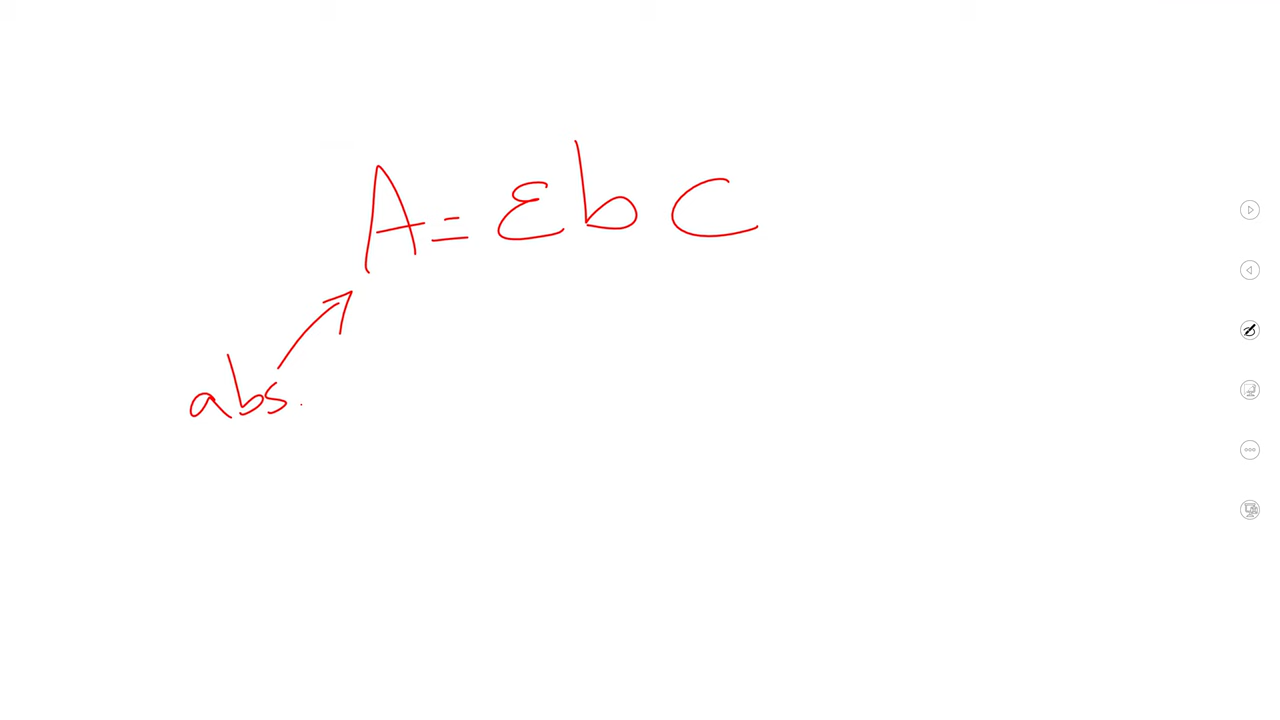 A = εbc
abs.